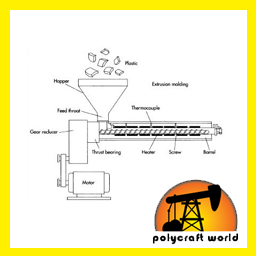 Plastic
Hopper
Extrusion molding
Thermocouple
Feed throat
Gear reducer
Thrust bearing
Heater
Screw
Barrel
Motor
polycraft world